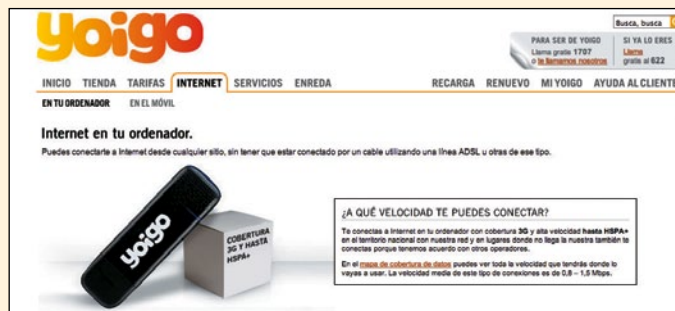 yoigo
Busca, busca
PARA SER DE YOIGO
Llama gratis 1707
o te llamamos nosotros
SI YA LO ERES
Llama
gratis al 622
INICIO TIENDA TARIFAS INTERNET SERVICIOS ENREDA RECARGA RENUEVO MI YOIGO AYUDA AL CLIENTE
EN TU ORDENADOR EN EL MÓVIL
Internet en tu ordenador.
Puedes conectarte a Internet desde cualquier sitio, sin tener que estar conectado por un cable utilizando una línea ADSL u otras de ese tipo.
yoigo
COBERTURA
3G Y HASTA
HSPA+
¿A QUÉ VELOCIDAD TE PUEDES CONECTAR?
Te conectas a Internet en tu ordenador con cobertura 3G y alta velocidad hasta HSPA+
en el territorio nacional con nuestra red y en lugares donde no llega la nuestra también te
conectas porque tenemos acuerdo con otros operadores.
En el mapa de cobertura de datos puedes ver toda la velocidad que tendrás donde lo
vayas a usar. La velocidad media de este tipo de conexiones es de 0,8 – 1,5 Mbps.